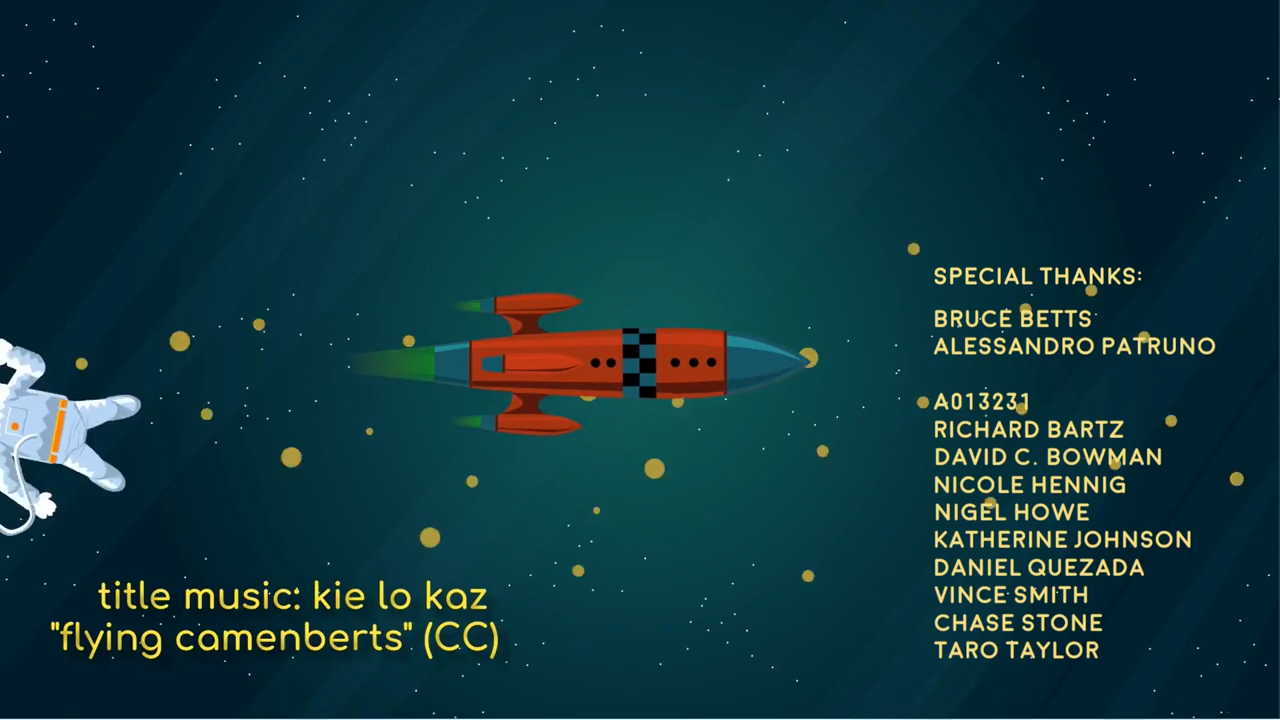 SPECIAL THANKS:
BRUCE BETTS
ALESSANDRO PATRUNO
A013231
RICHARD BARTZ
DAVID C. BOWMAN
NICOLE HENNIG
NIGEL HOWE
KATHERINE JOHNSON
DANIEL QUEZADA
VINCE SMITH
CHASE STONE
TARO TAYLOR
title music: kie lo kaz
"flying camenberts" (CC)